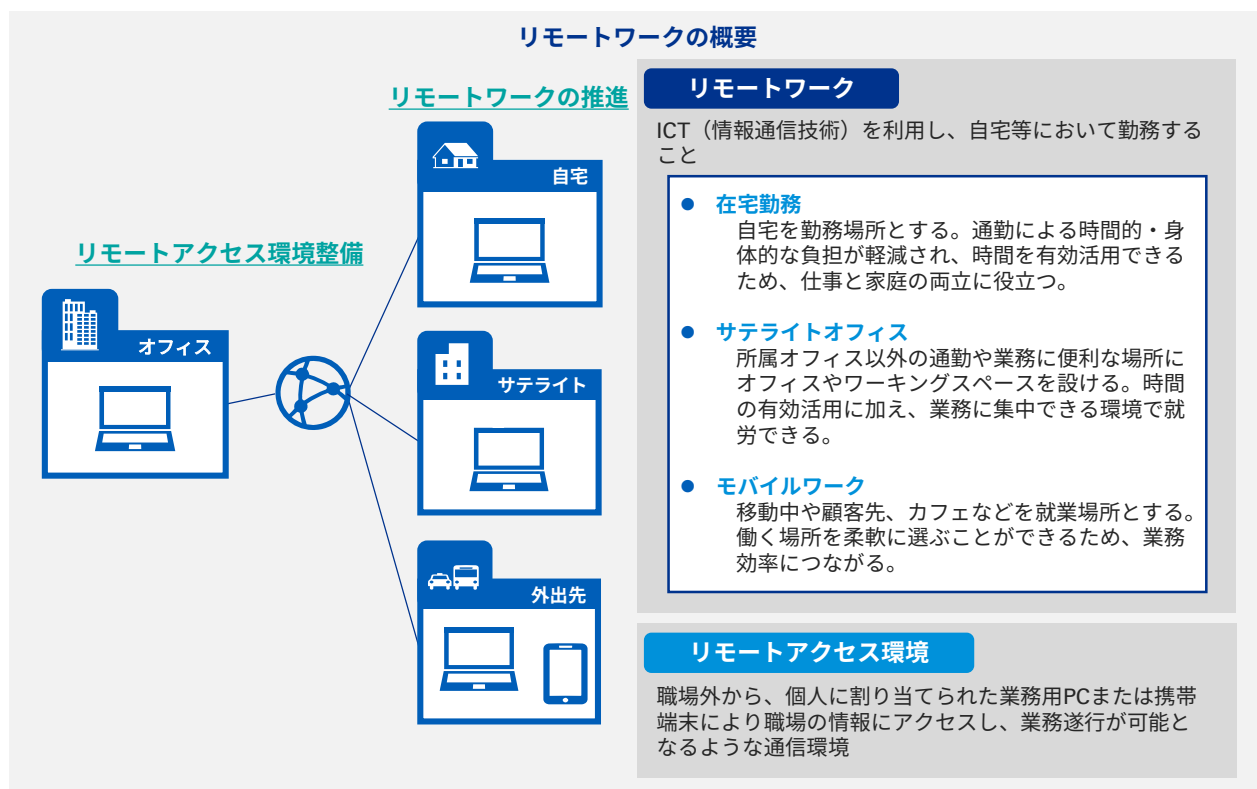 リモートワークの概要
リモートワークの推進
自宅
リモートアクセス環境整備
オフィス
サテライト
外出先
リモートワーク
ICT（情報通信技術）を利用し、自宅等において勤務する
こと
● 在宅勤務
自宅を勤務場所とする。通勤による時間的・身
体的な負担が軽減され、時間を有効活用できる
ため、仕事と家庭の両立に役立つ。
● サテライトオフィス
所属オフィス以外の通勤や業務に便利な場所に
オフィスやワーキングスペースを設ける。時間
の有効活用に加え、業務に集中できる環境で就
労できる。
● モバイルワーク
移動中や顧客先、カフェなどを就業場所とする。
働く場所を柔軟に選ぶことができるため、業務
効率につながる。
リモートアクセス環境
職場外から、個人に割り当てられた業務用PCまたは携帯
端末により職場の情報にアクセスし、業務遂行が可能と
なるような通信環境